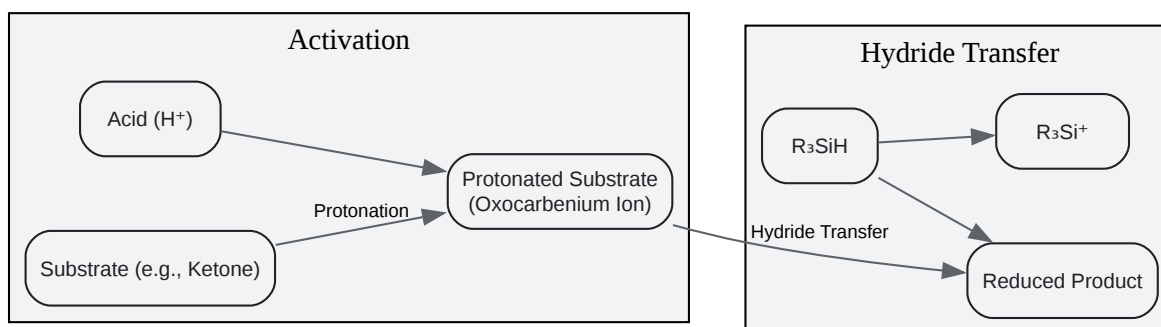 Activation
Acid (H⁺)
Protonated Substrate
(Oxocarbenium Ion)
Protonation
Substrate (e.g., Ketone)
Hydride Transfer
R₃SiH
R₃Si⁺
Hydride Transfer
Reduced Product